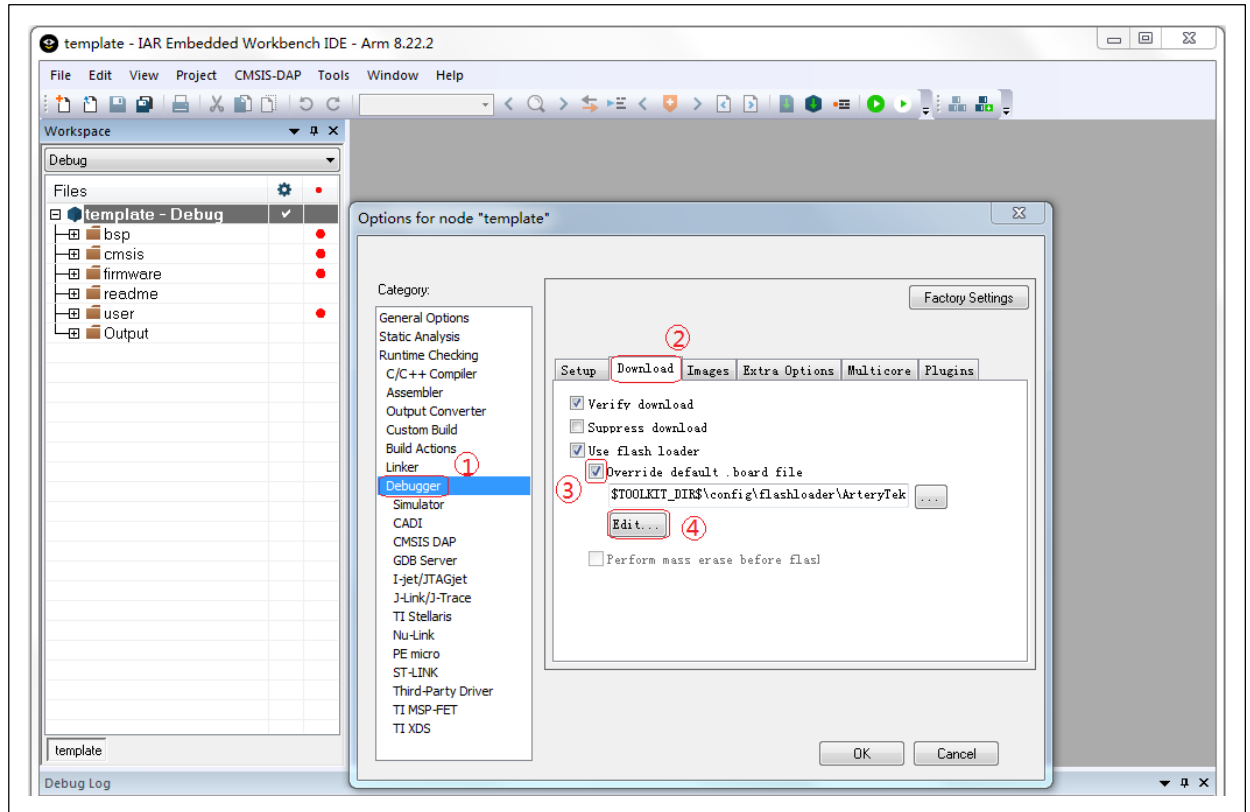 template - IAR Embedded Workbench IDE - Arm 8.22.2
File Edit View Project CMSIS-DAP Tools Window Help
Workspace
Debug
Files
template - Debug
bsp
cmsis
firmware
readme
user
Output
template
Debug Log
Options for node "template"
Category:
General Options
Static Analysis
Runtime Checking
C/C++ Compiler
Assembler
Output Converter
Custom Build
Build Actions
Linker
①
Debugger
Simulator
CADI
CMSIS DAP
GDB Server
I-jet/JTAGjet
J-Link/J-Trace
TI Stellaris
Nu-Link
PE micro
ST-LINK
Third-Party Driver
TI MSP-FET
TI XDS
Factory Settings
②
Setup Download Images Extra Options Multicore Plugins
Verify download
Suppress download
Use flash loader
Override default .board file
③
$TOOLKIT_DIR$\config\flashloader\ArteryTek ...
Edit... ④
Perform mass erase before flasl
OK Cancel